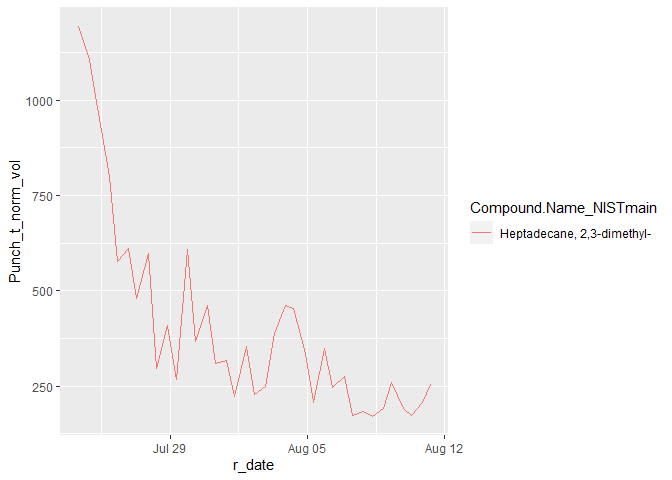 1000
750
500
250
Punch_t_norm_vol
Jul 29
Aug 05
Aug 12
r_date
Compound.Name_NISTmain
Heptadecane, 2,3-dimethyl-